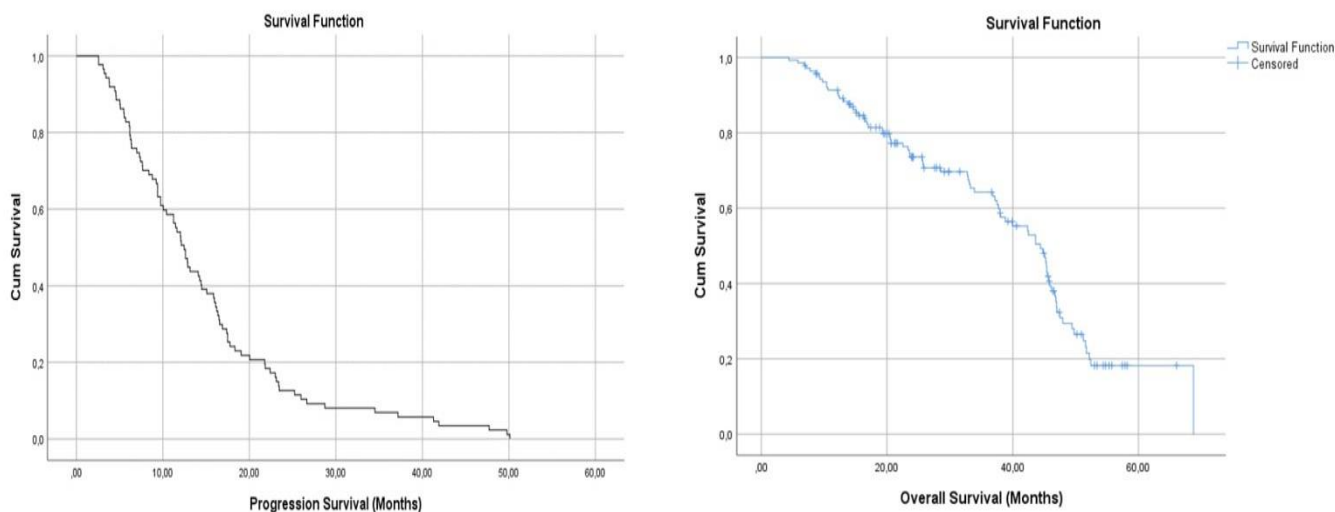 Survival Function
1,0
0,8
0,6
0,4
0,2
0,0
Cum Survival
,00
10,00
20,00
30,00
40,00
50,00
60,00
Progression Survival (Months)
Survival Function
Survival Function
Censored
1,0
0,8
0,6
0,4
0,2
0,0
Cum Survival
,00
20,00
40,00
60,00
Overall Survival (Months)